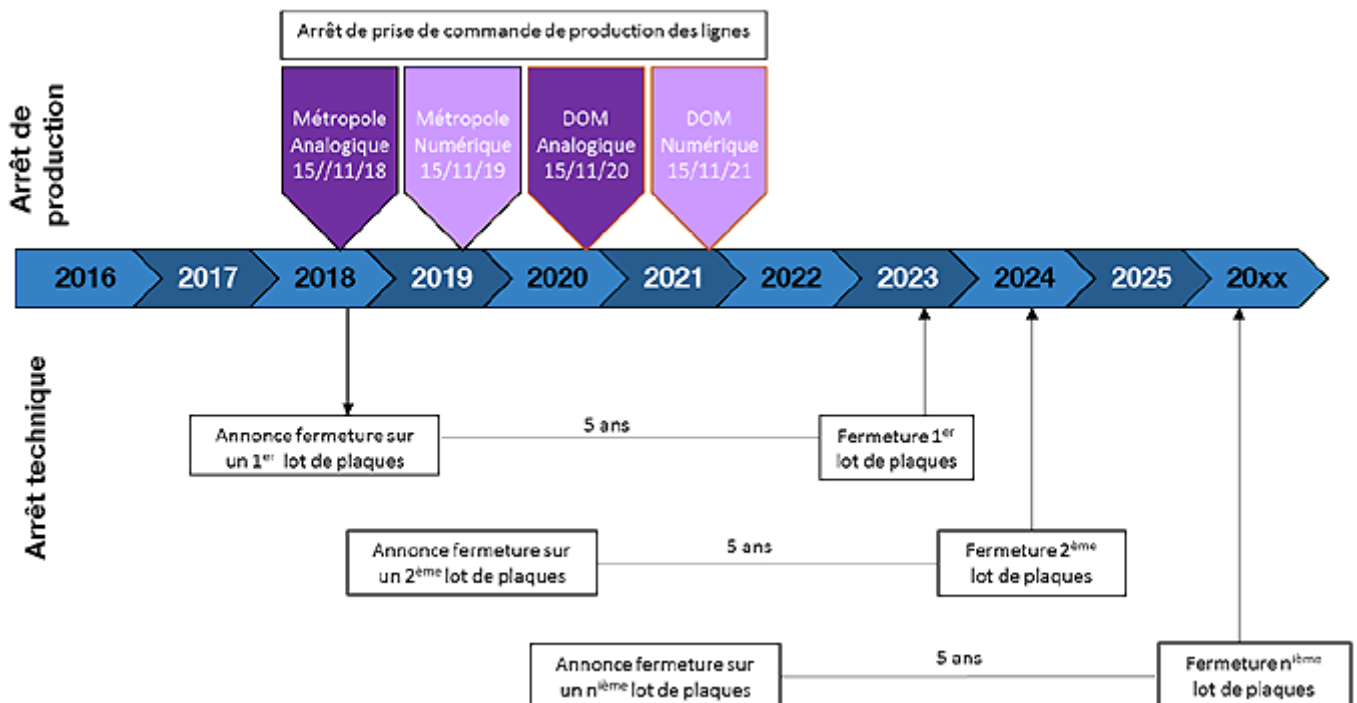 Arrêt de prise de commande de production des lignes
Arrêt de
production
Métropole
Analogique
15//11/18
Métropole
Numérique
15/11/19
DOM
Analogique
15/11/20
DOM
Numérique
15/11/21
2016
2017
2018
2019
2020
2021
2022
2023
2024
2025
20xx
Arrêt technique
Annonce fermeture sur
un 1er lot de plaques
5 ans
Fermeture 1er
lot de plaques
Annonce fermeture sur
un 2ème lot de plaques
5 ans
Fermeture 2ème
lot de plaques
Annonce fermeture sur
un nième lot de plaques
5 ans
Fermeture nième
lot de plaques